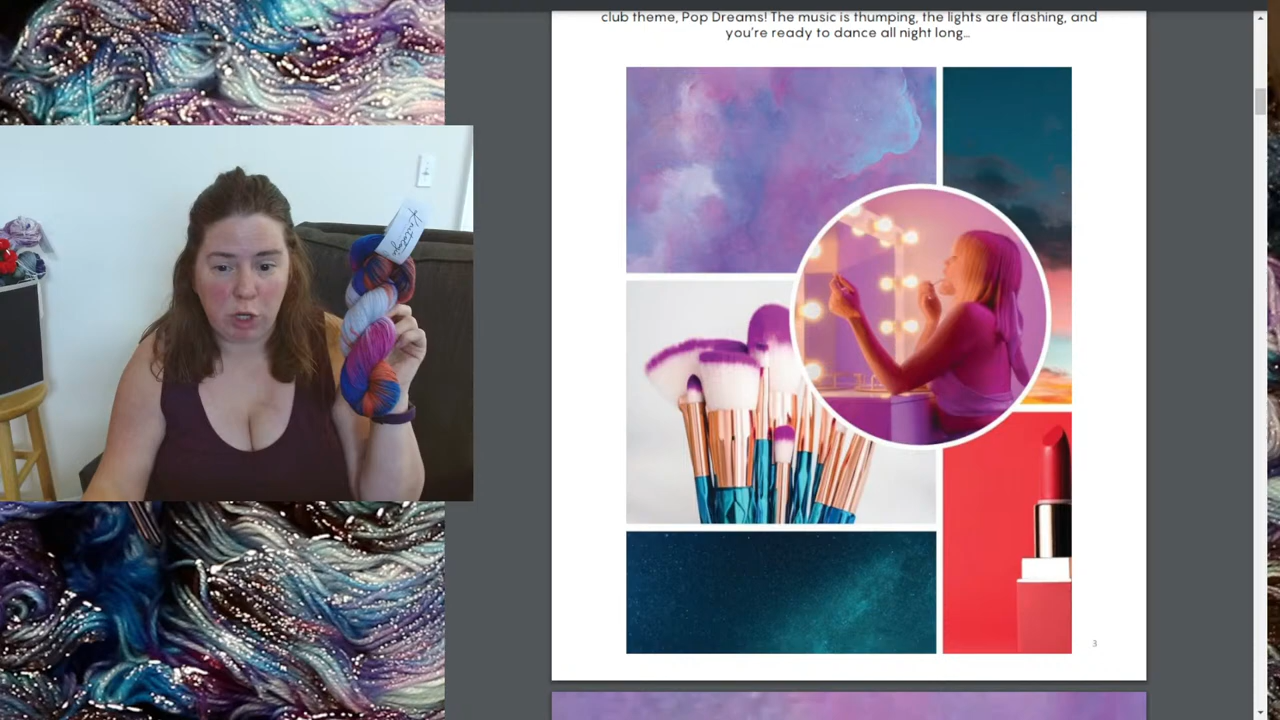 club theme, Pop Dreams! The music is thumping, the lights are flashing, and
you're ready to dance all night long...
3